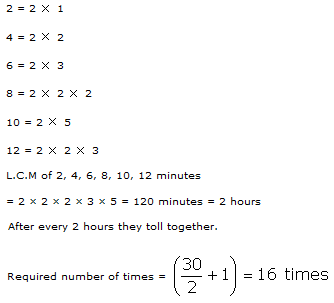 2 = 2 × 1
4 = 2 × 2
6 = 2 × 3
8 = 2 × 2 × 2
10 = 2 × 5
12 = 2 × 2 × 3
L.C.M of 2, 4, 6, 8, 10, 12 minutes
= 2 × 2 × 2 × 3 × 5 = 120 minutes = 2 hours
After every 2 hours they toll together.
Required number of times = (30/2 + 1) = 16 times